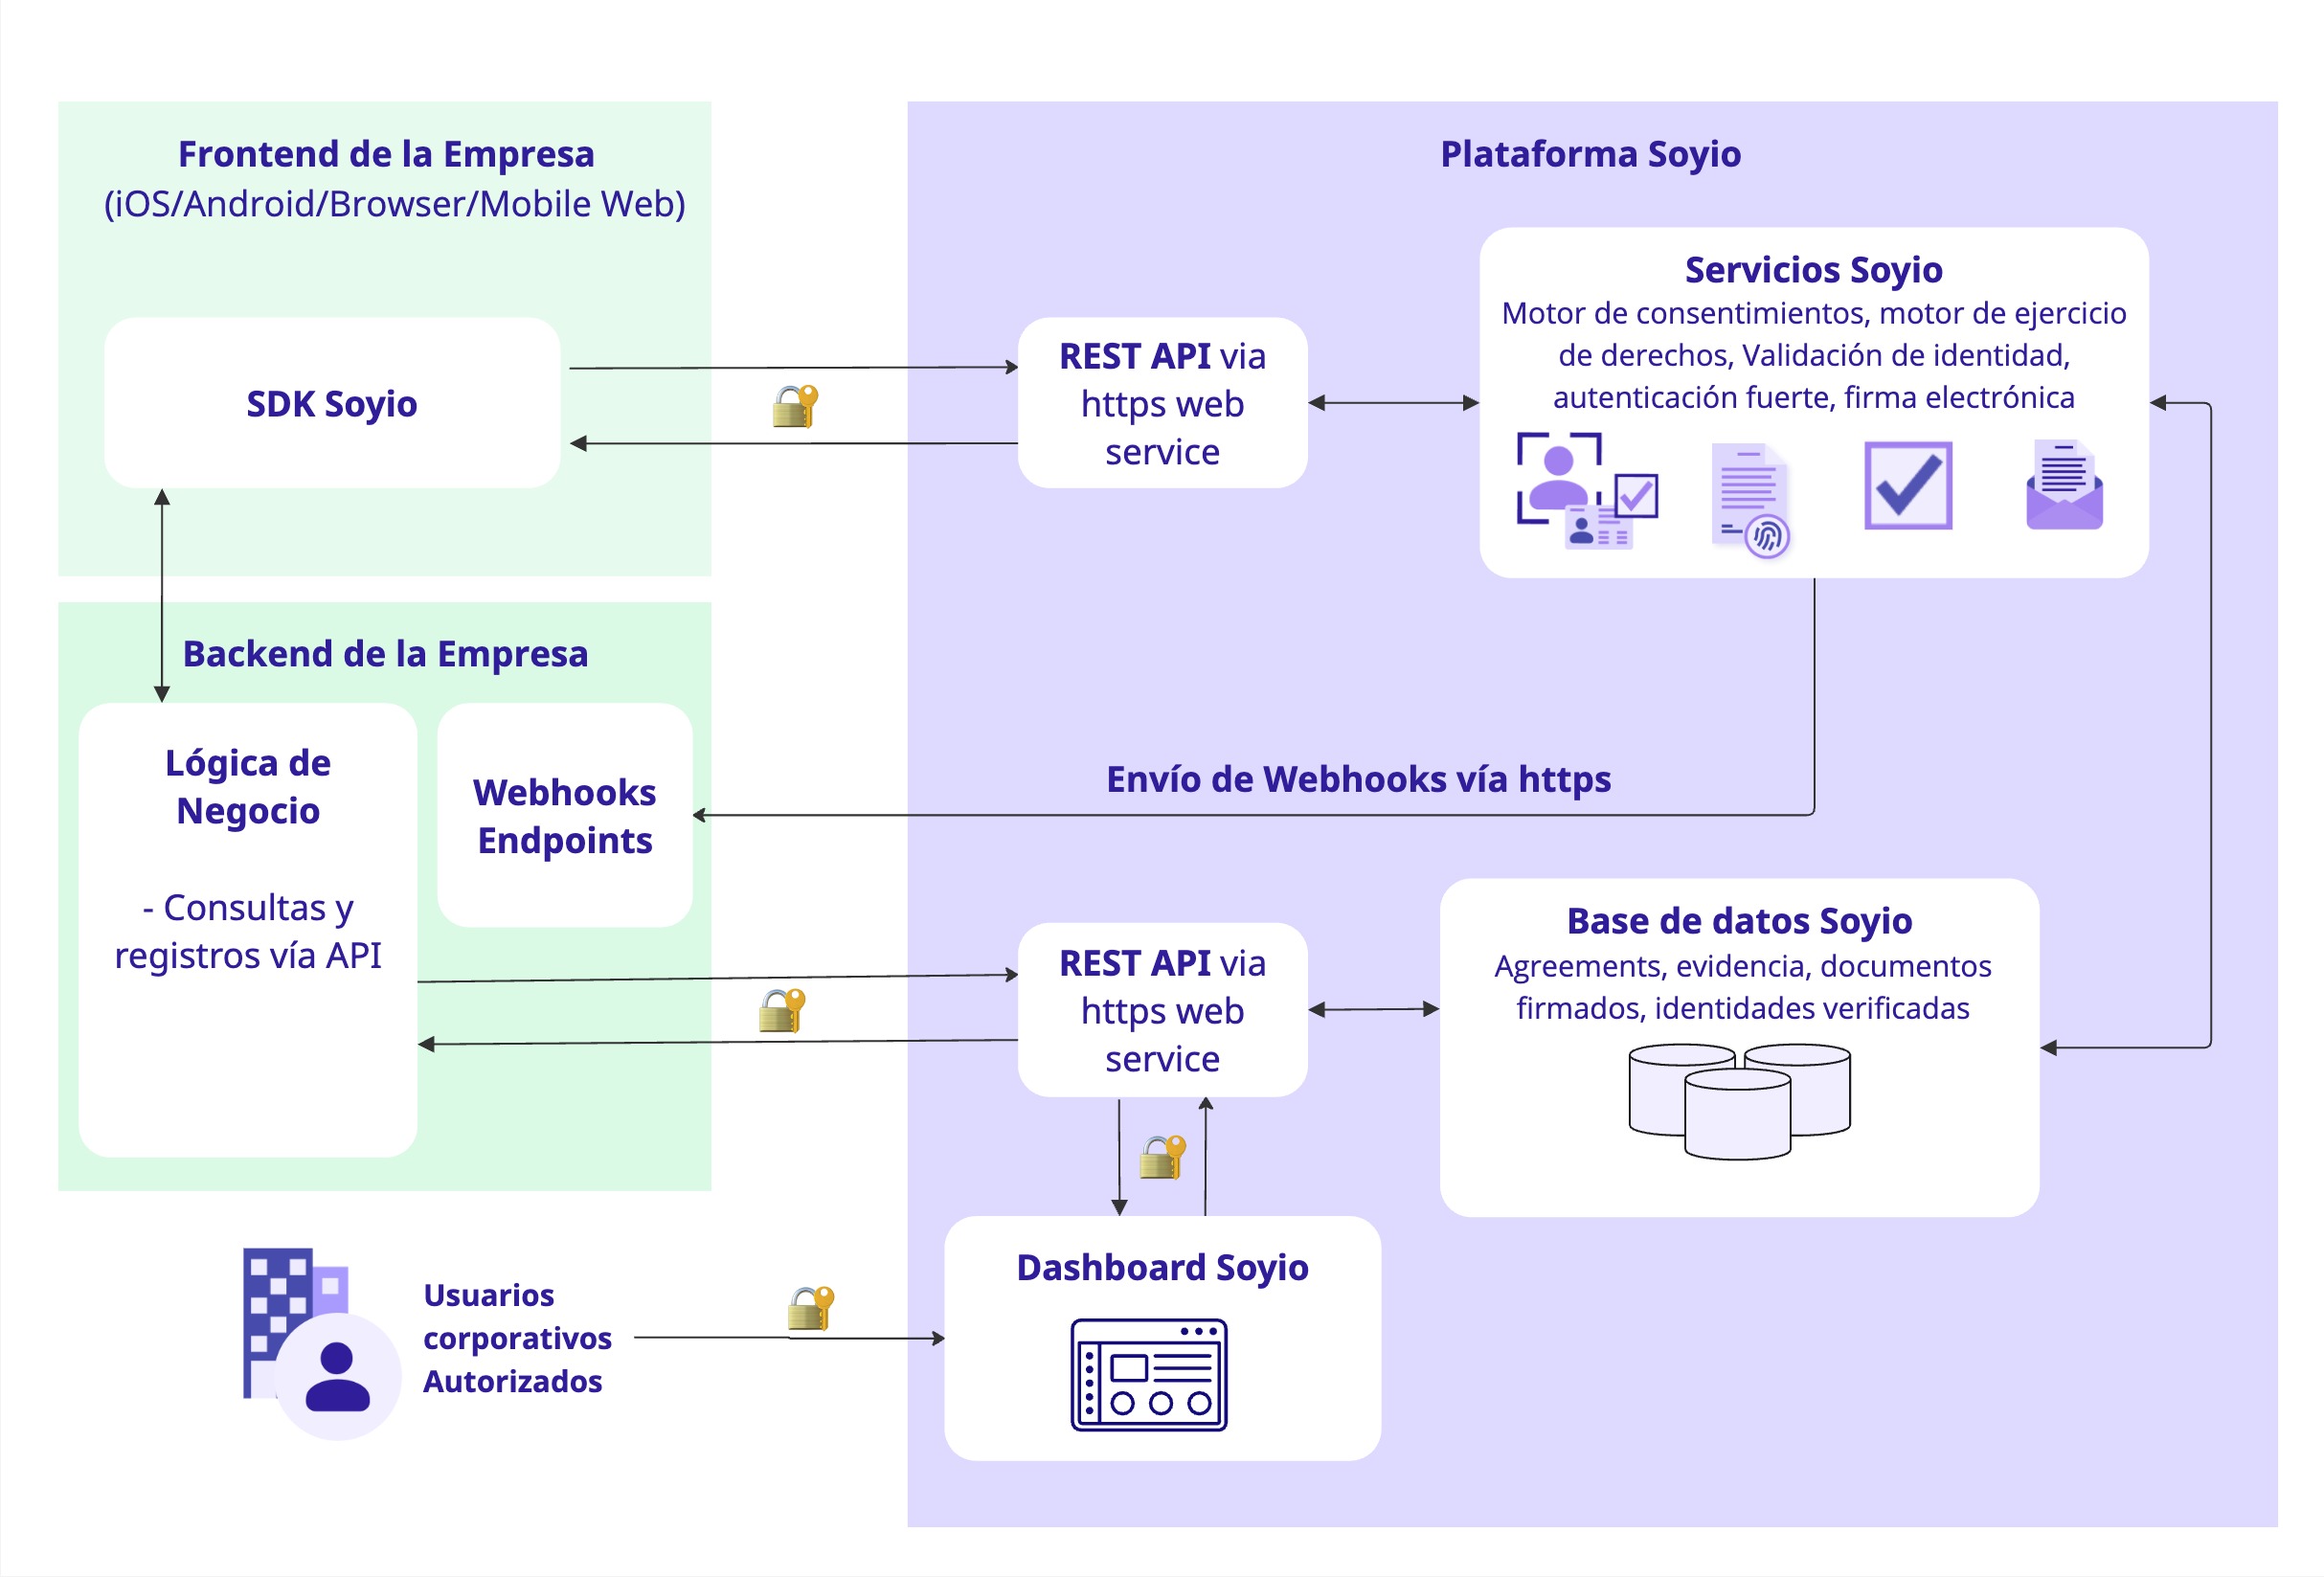 Frontend de la Empresa
(iOS/Android/Browser/Mobile Web)
SDK Soyio
Backend de la Empresa
Lógica de
Negocio
- Consultas y
registros vía API
Webhooks
Endpoints
Usuarios
corporativos
Autorizados
Plataforma Soyio
REST API via
https web
service
Servicios Soyio
Motor de consentimientos, motor de ejercicio
de derechos, Validación de identidad,
autenticación fuerte, firma electrónica
Envío de Webhooks vía https
REST API via
https web
service
Base de datos Soyio
Agreements, evidencia, documentos
firmados, identidades verificadas
Dashboard Soyio